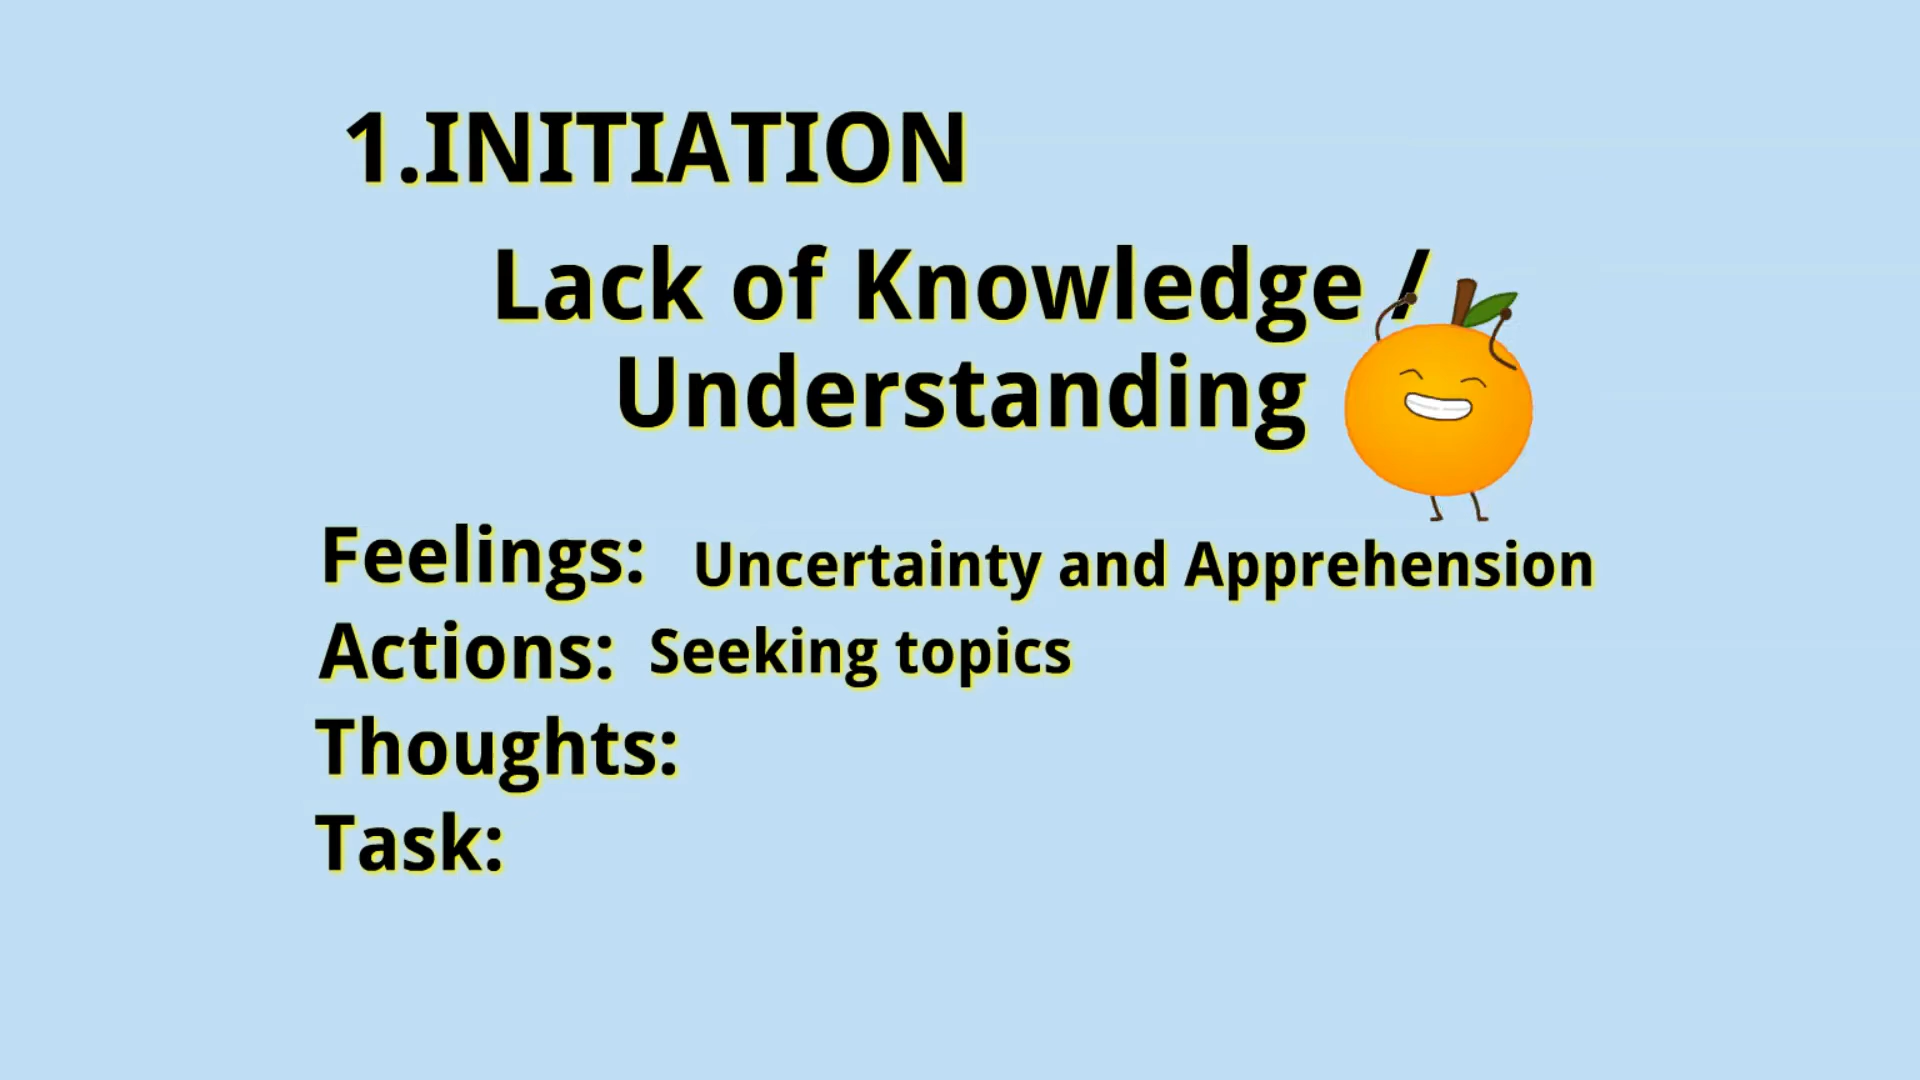 1.INITIATION
Lack of Knowledge /
Understanding
Feelings: Uncertainty and Apprehension
Actions: Seeking topics
Thoughts:
Task: